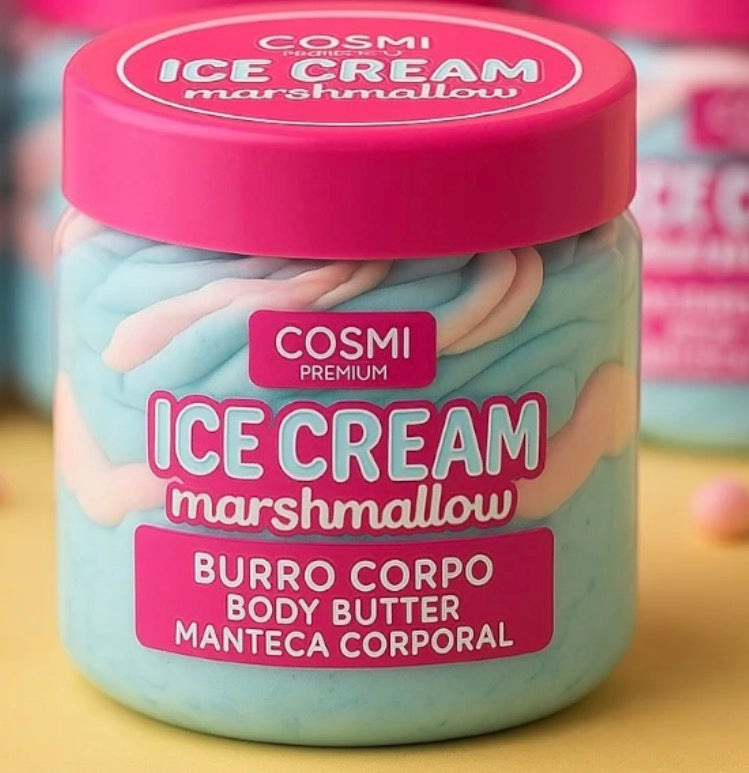 COSMI
ICE CREAM
marshmallow
COSMI
PREMIUM
ICE CREAM
marshmallow
BURRO CORPO
BODY BUTTER
MANTECA CORPORAL